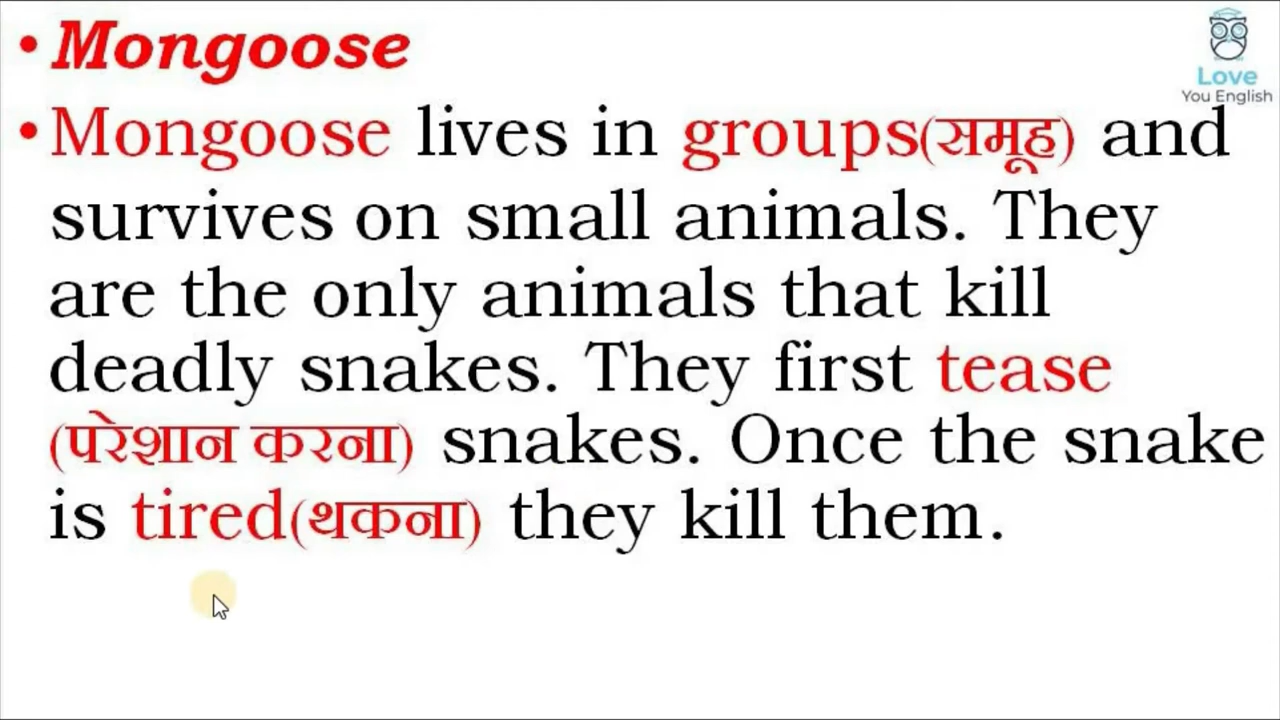 • Mongoose
Love
You English
• Mongoose lives in groups(समूह) and
survives on small animals. They
are the only animals that kill
deadly snakes. They first tease
(परेशान करना) snakes. Once the snake
is tired(थकना) they kill them.